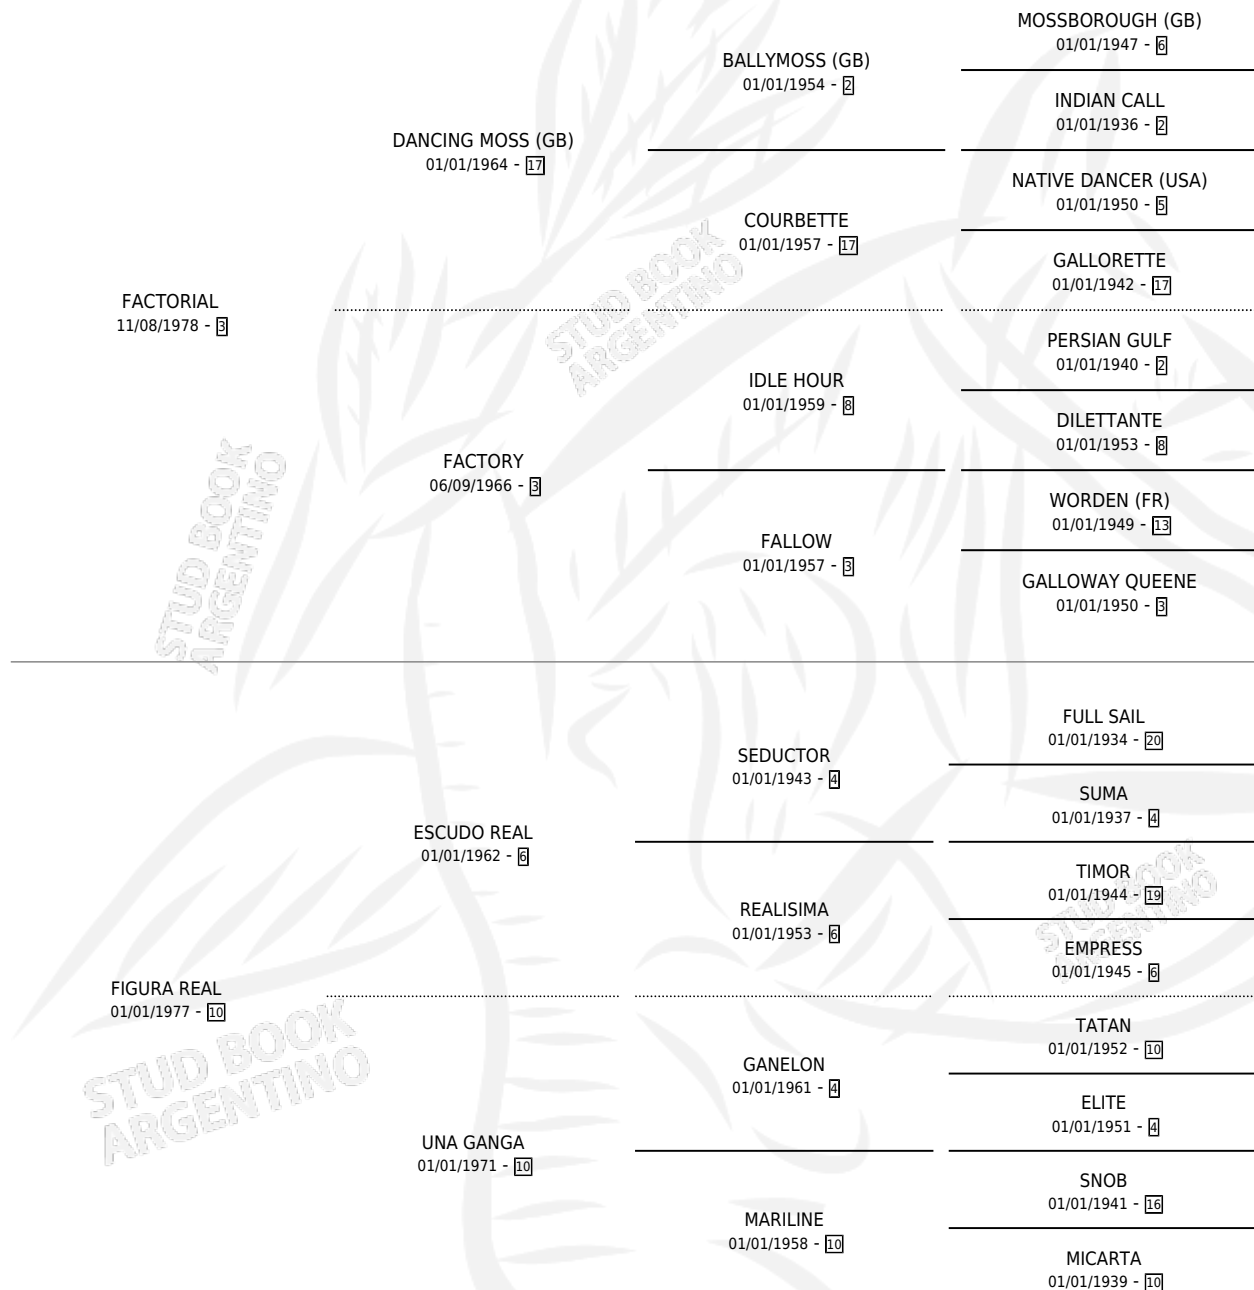 MOSSBOROUGH (GB)
01/01/1947 - 6
BALLYMOSS (GB)
01/01/1954 - 2
INDIAN CALL
01/01/1936 - 2
DANCING MOSS (GB)
01/01/1964 - 17
NATIVE DANCER (USA)
01/01/1950 - 5
COURBETTE
01/01/1957 - 17
GALLORETTE
01/01/1942 - 17
FACTORIAL
11/08/1978 - 3
PERSIAN GULF
01/01/1940 - 2
IDLE HOUR
01/01/1959 - 8
DILETTANTE
01/01/1953 - 8
FACTORY
06/09/1966 - 3
WORDEN (FR)
01/01/1949 - 13
FALLOW
01/01/1957 - 3
GALLOWAY QUEENE
01/01/1950 - 3
STUD BOOK
ARGENTINO
STUD BOOK
ARGENTINO
FULL SAIL
01/01/1934 - 20
SEDUCTOR
01/01/1943 - 4
SUMA
01/01/1937 - 4
ESCUDO REAL
01/01/1962 - 6
TIMOR
01/01/1944 - 19
REALISIMA
01/01/1953 - 6
EMPRESS
01/01/1945 - 6
FIGURA REAL
01/01/1977 - 10
TATAN
01/01/1952 - 10
GANELON
01/01/1961 - 4
ELITE
01/01/1951 - 4
UNA GANGA
01/01/1971 - 10
SNOB
01/01/1941 - 16
MARILINE
01/01/1958 - 10
MICARTA
01/01/1939 - 10
STUD BOOK
ARGENTINO
STUD BOOK
ARGENTINO